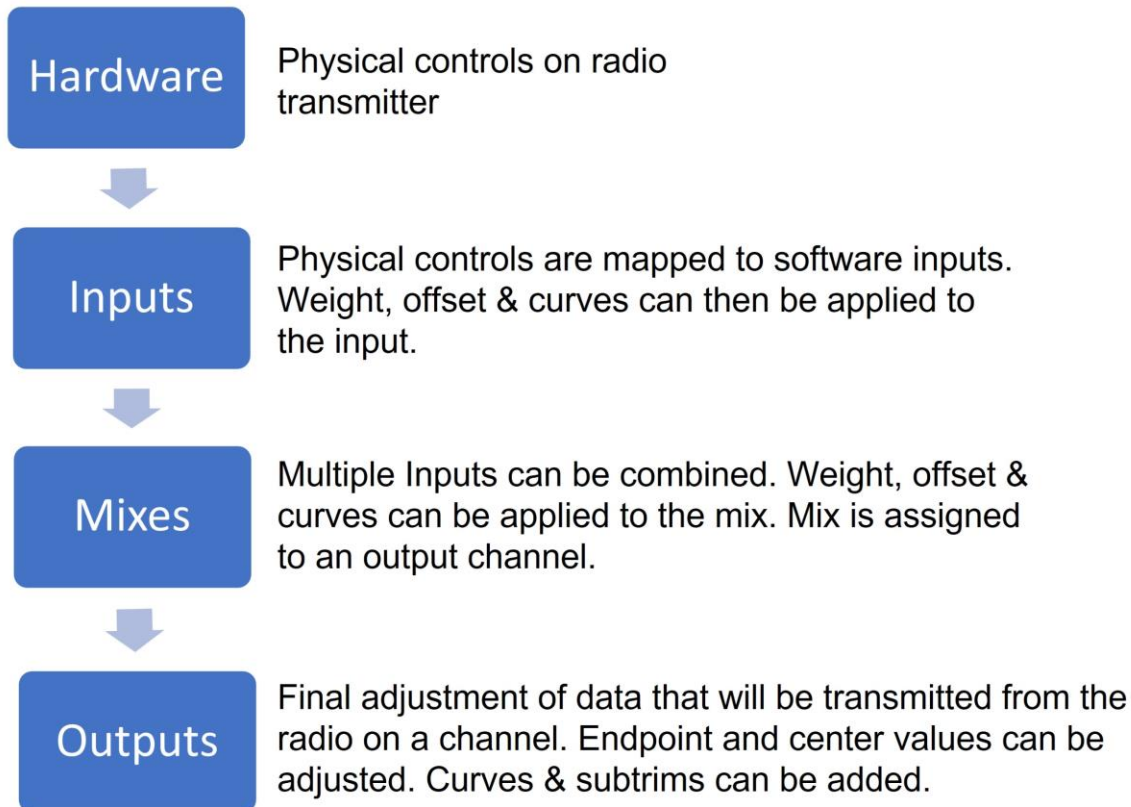 Hardware
Physical controls on radio
transmitter
Inputs
Physical controls are mapped to software inputs.
Weight, offset & curves can then be applied to
the input.
Mixes
Multiple Inputs can be combined. Weight, offset &
curves can be applied to the mix. Mix is assigned
to an output channel.
Outputs
Final adjustment of data that will be transmitted from the
radio on a channel. Endpoint and center values can be
adjusted. Curves & subtrims can be added.